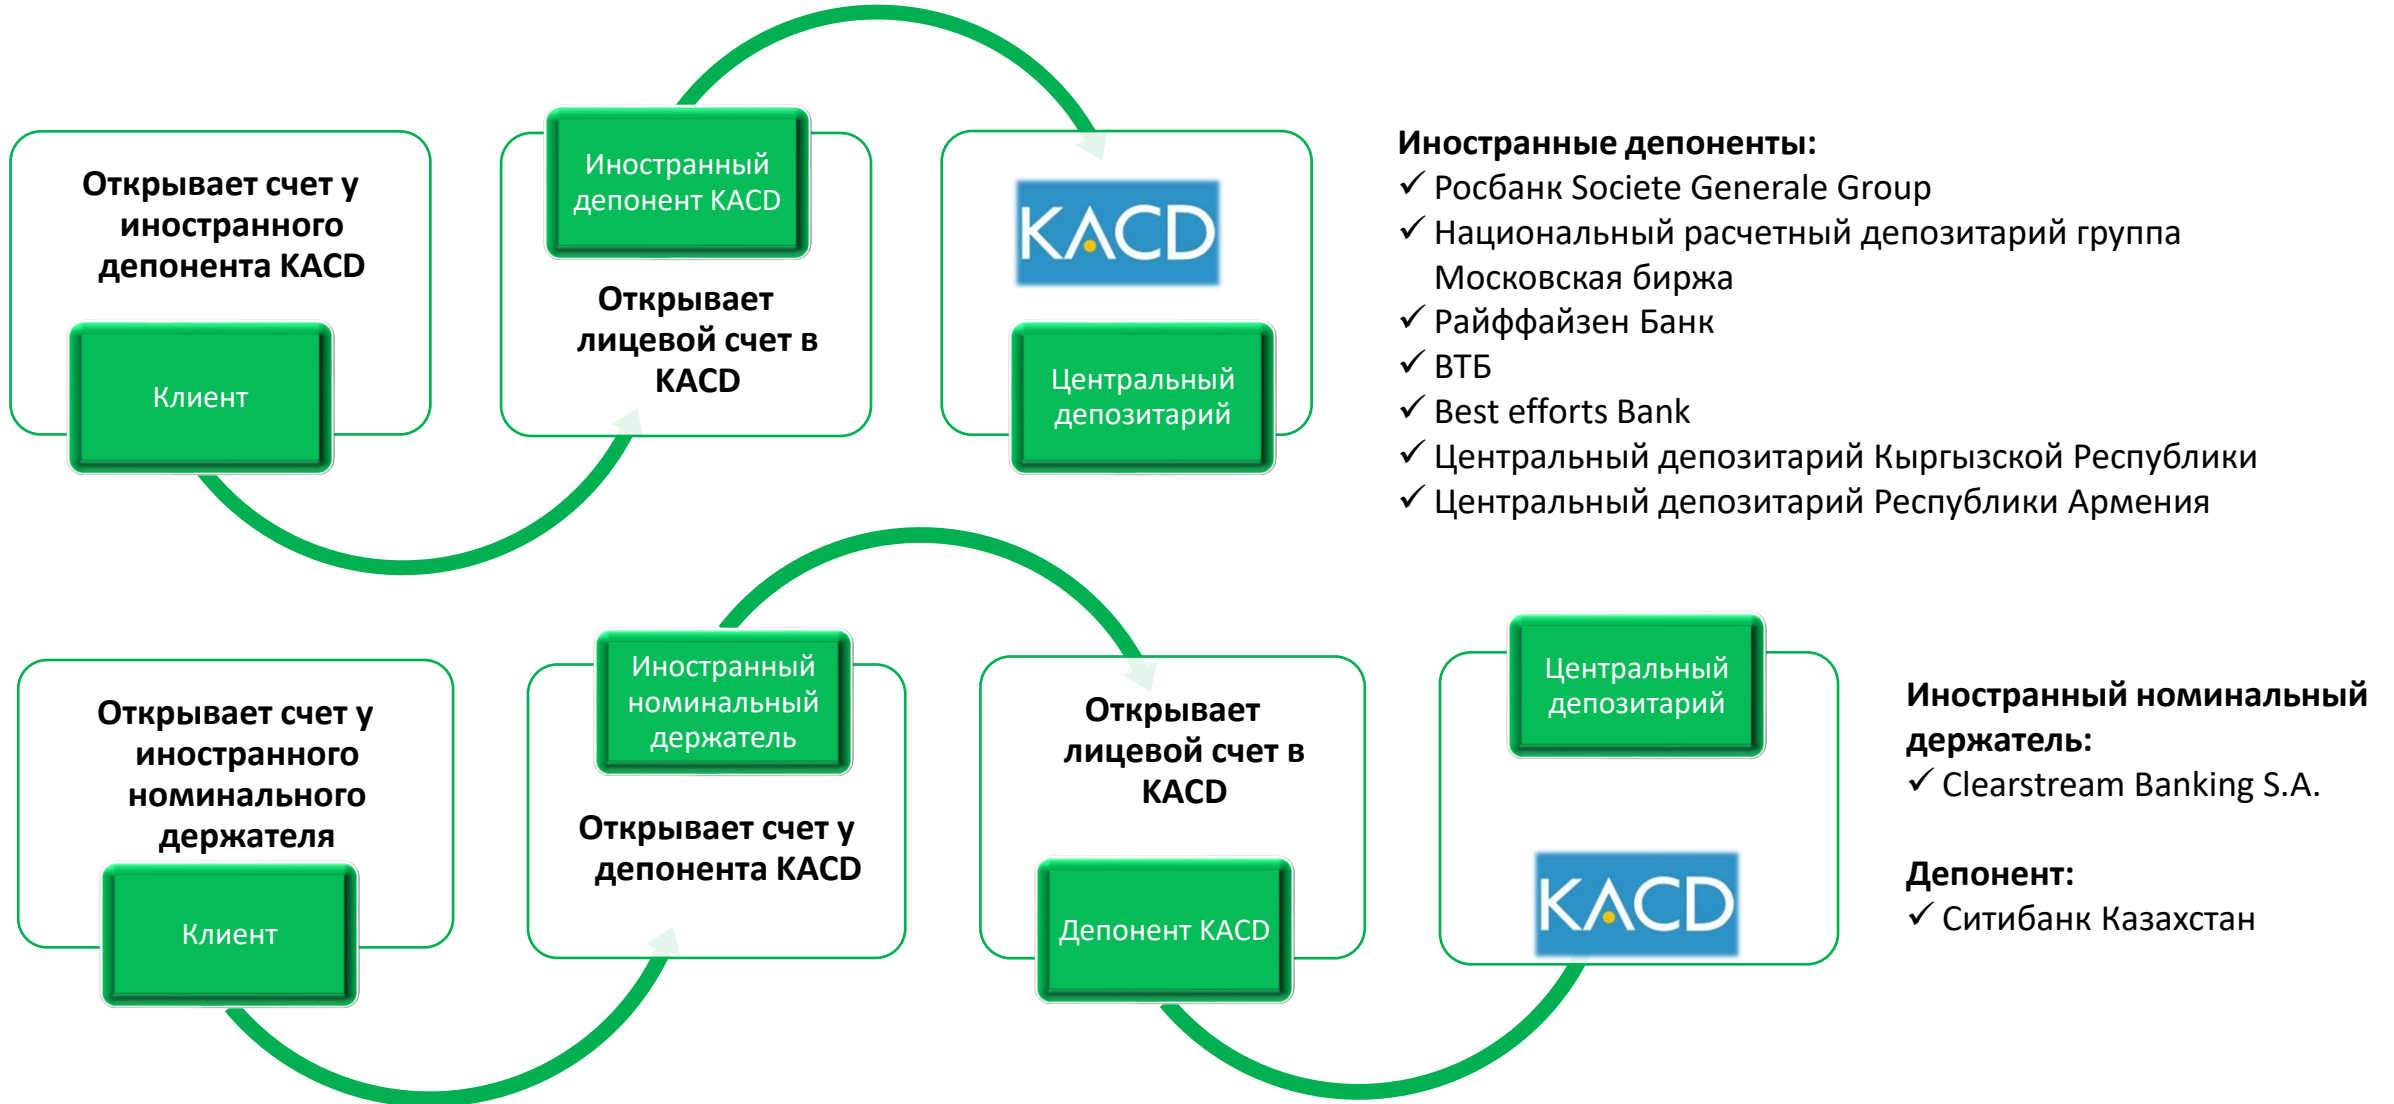 Открывает счет у
иностранного
депонента KACD
Клиент
Иностранный
депонент KACD
Открывает
лицевой счет в
KACD
KACD
Центральный
депозитарий
Иностранные депоненты:
✓ Росбанк Societe Generale Group
✓ Национальный расчетный депозитарий группа
Московская биржа
✓ Райффайзен Банк
✓ ВТБ
✓ Best efforts Bank
✓ Центральный депозитарий Кыргызской Республики
✓ Центральный депозитарий Республики Армения
Открывает счет у
иностранного
номинального
держателя
Клиент
Иностранный
номинальный
держатель
Открывает счет у
депонента KACD
Открывает
лицевой счет в
KACD
Депонент KACD
Центральный
депозитарий
KACD
Иностранный номинальный
держатель:
✓ Clearstream Banking S.A.
Депонент:
✓ Ситибанк Казахстан